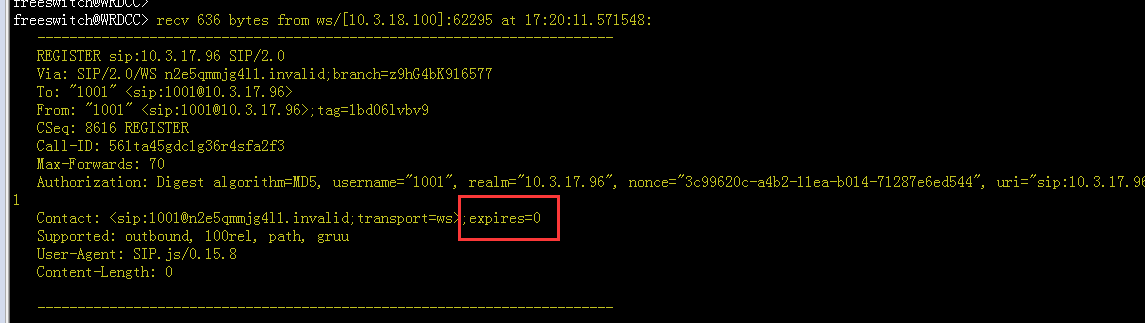 freeswitch@WRDCC>
freeswitch@WRDCC> recv 636 bytes from ws/[10.3.18.100]:62295 at 17:20:11.571548:
------------------------------------------------------------------------
REGISTER sip:10.3.17.96 SIP/2.0
Via: SIP/2.0/WS n2e5qmmjg4l1.invalid;branch=z9hG4bK916577
To: "1001" <sip:1001@10.3.17.96>
From: "1001" <sip:1001@10.3.17.96>;tag=lbd06lvbv9
CSeq: 8616 REGISTER
Call-ID: 561ta45gdc1g36r4sfa2f3
Max-Forwards: 70
Authorization: Digest algorithm=MD5, username="1001", realm="10.3.17.96", nonce="3c99620c-a4b2-11ea-b014-71287e6ed544", uri="sip:10.3.17.96
1
Contact: <sip:1001@n2e5qmmjg4l1.invalid;transport=ws>;expires=0
Supported: outbound, 100rel, path, gruu
User-Agent: SIP.js/0.15.8
Content-Length: 0
------------------------------------------------------------------------